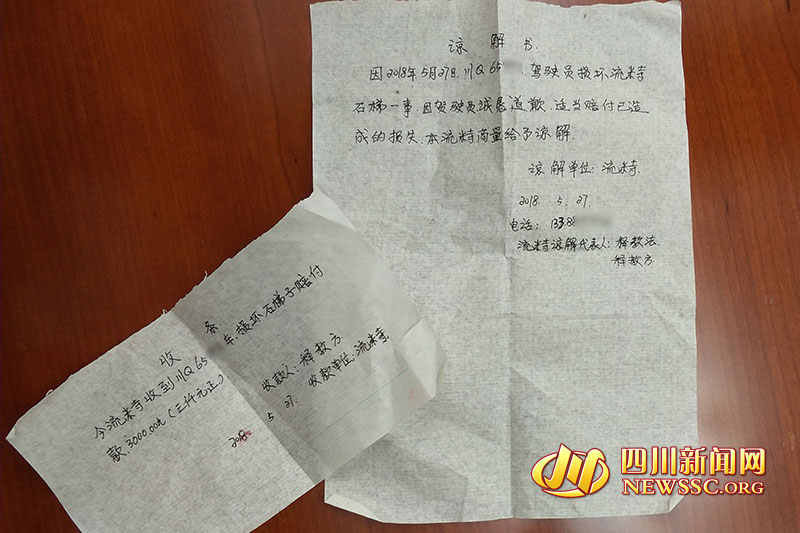 谅解书.
因2018年5月27日.川Q65 驾驶员损坏流米寺
石梯一事.因驾驶员诚恳道歉.适当赔付已造
成的损失.本流米寺商量给予谅解.
谅解单位:流米寺.
2018. 5. 27.
电话:1338
流米寺谅解代表人:释教法.
释教方.
收条
今流米寺收到川Q65 车损坏石梯子赔付
款.3000.00元(三仟元正.)
收款人:释教方.
收款单位:流米寺.
2018. 5. 27.
四川新闻网
NEWSSC.ORG